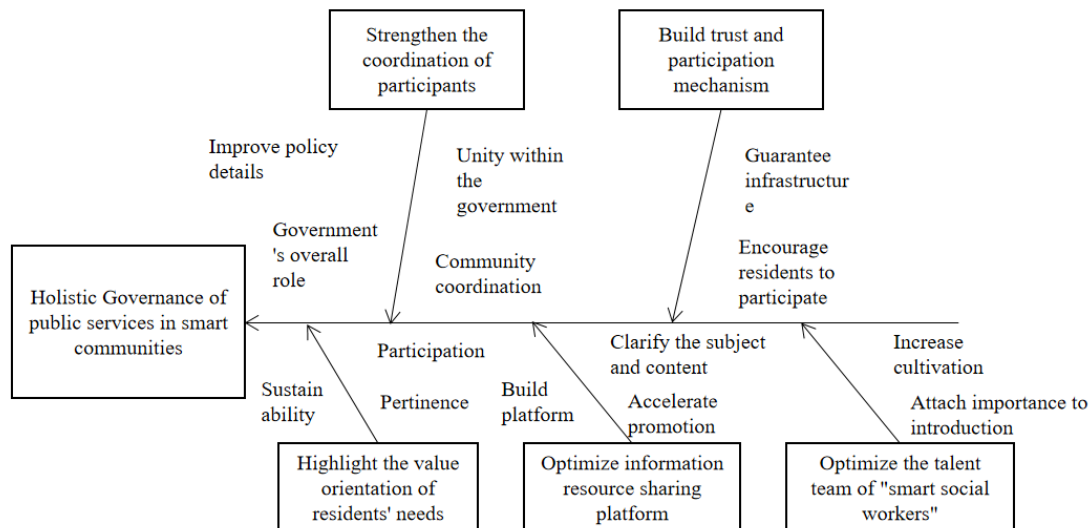 Strengthen the
coordination of
participants
Build trust and
participation
mechanism
Improve policy
details
Unity within
the
government
Guarantee
infrastructur
e
Government
's overall
role
Community
coordination
Encourage
residents to
participate
Holistic Governance of
public services in smart
communities
Participation
Clarify the subject
and content
Increase
cultivation
Sustain
ability
Pertinence
Build
platform
Accelerate
promotion
Attach importance to
introduction
Highlight the value
orientation of
residents' needs
Optimize information
resource sharing
platform
Optimize the talent
team of "smart social
workers"